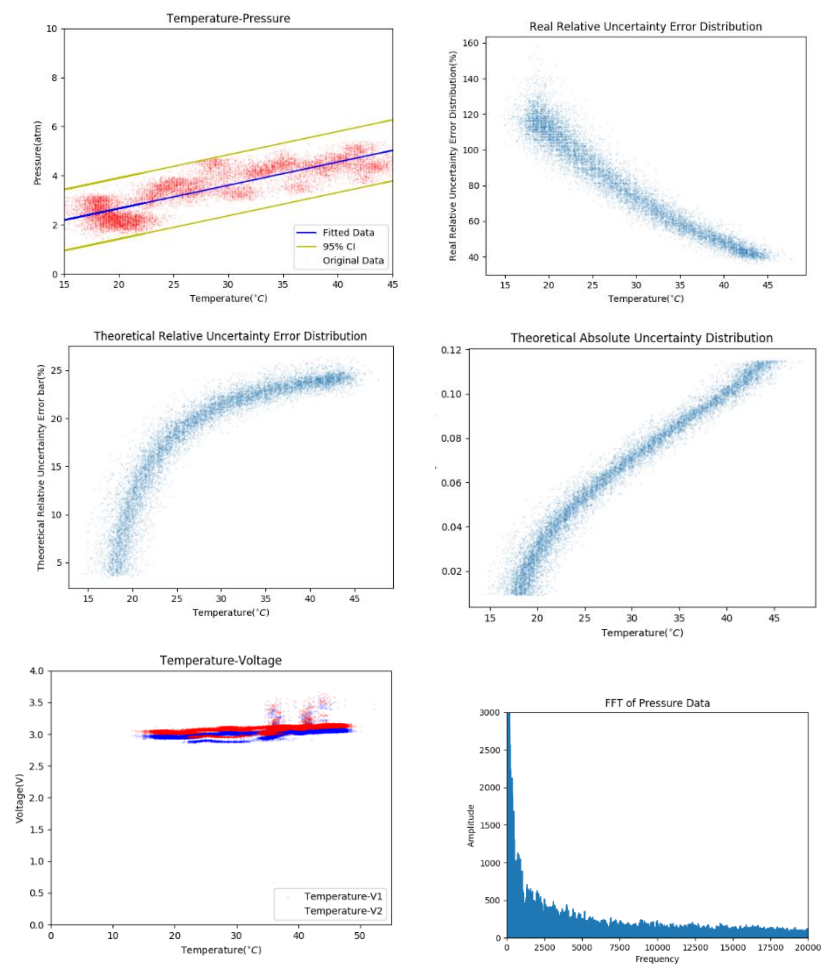 Temperature-Pressure
Pressure(atm)
10
8
6
4
2
0
15 20 25 30 35 40 45
Temperature(°C)
Fitted Data
95% CI
Original Data
Real Relative Uncertainty Error Distribution
Real Relative Uncertainty Error Distribution(%)
160
140
120
100
80
60
40
15 20 25 30 35 40 45
Temperature(°C)
Theoretical Relative Uncertainty Error Distribution
Theoretical Relative Uncertainty Error bar(%)
25
20
15
10
5
15 20 25 30 35 40 45
Temperature(°C)
Theoretical Absolute Uncertainty Distribution
0.12
0.10
0.08
0.06
0.04
0.02
15 20 25 30 35 40 45
Temperature(°C)
Temperature-Voltage
Voltage(V)
4.0
3.5
3.0
2.5
2.0
1.5
1.0
0.5
0.0
0 10 20 30 40 50
Temperature(°C)
Temperature-V1
Temperature-V2
FFT of Pressure Data
Amplitude
3000
2500
2000
1500
1000
500
0
0 2500 5000 7500 10000 12500 15000 17500 20000
Frequency